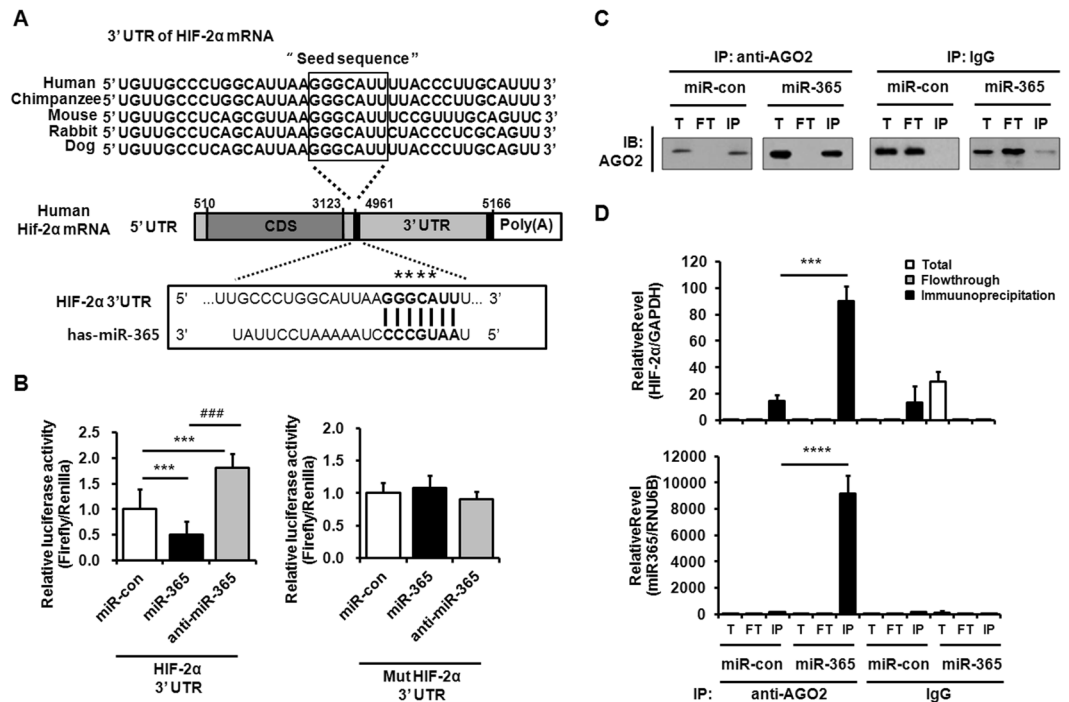 A
3’ UTR of HIF-2α mRNA
“ Seed sequence”
Human 5’ UGUUGCCCUGGCAUUAAGGGCAUUUUACCCUUGCAUUU 3’
Chimpanzee 5’ UGUUGCCCUGGCAUUAAGGGCAUUUUACCCUUGCAUUU 3’
Mouse 5’ UGUUGCCCUCAGCGUUAAGGGCAUUUCCGUUUGCAGUUC 3’
Rabbit 5’ UGUUGCCCUCAGCAUUAAGGGCAUUCUACCCUCGCAGUU 3’
Dog 5’ UGUUGCCCUCAGCAUUAAGGGCAUUUUACCCUUGCAGUU 3’
Human
Hif-2α mRNA
5’ UTR
510
CDS
3123
4961
3’ UTR
5166
Poly(A)
****
HIF-2α 3’UTR 5’ ...UUGCCCUGGCAUUAAGGGCAUUU... 3’
has-miR-365 3’ UAUUCCUAAAAAUCCCCGUAAU 5’
B
Relative luciferase activity
(Firefly/Renilla)
2.5
2.0
1.5
1.0
0.5
0.0
###
***
***
miR-con
miR-365
anti-miR-365
HIF-2α
3’ UTR
Relative luciferase activity
(Firefly/Renilla)
2.0
1.5
1.0
0.5
0.0
miR-con
miR-365
anti-miR-365
Mut HIF-2α
3’ UTR
C
IP: anti-AGO2 IP: IgG
miR-con miR-365 miR-con miR-365
T FT IP T FT IP T FT IP T FT IP
IB:
AGO2
D
RelativeRevel
(HIF-2α/GAPDH)
120
100
80
60
40
20
0
***
Total
Flowthrough
Immuunoprecipitation
RelativeRevel
(miR365/RNU6B)
12000
10000
8000
6000
4000
2000
0
****
T FT IP T FT IP T FT IP T FT IP
miR-con miR-365 miR-con miR-365
IP: anti-AGO2 IgG